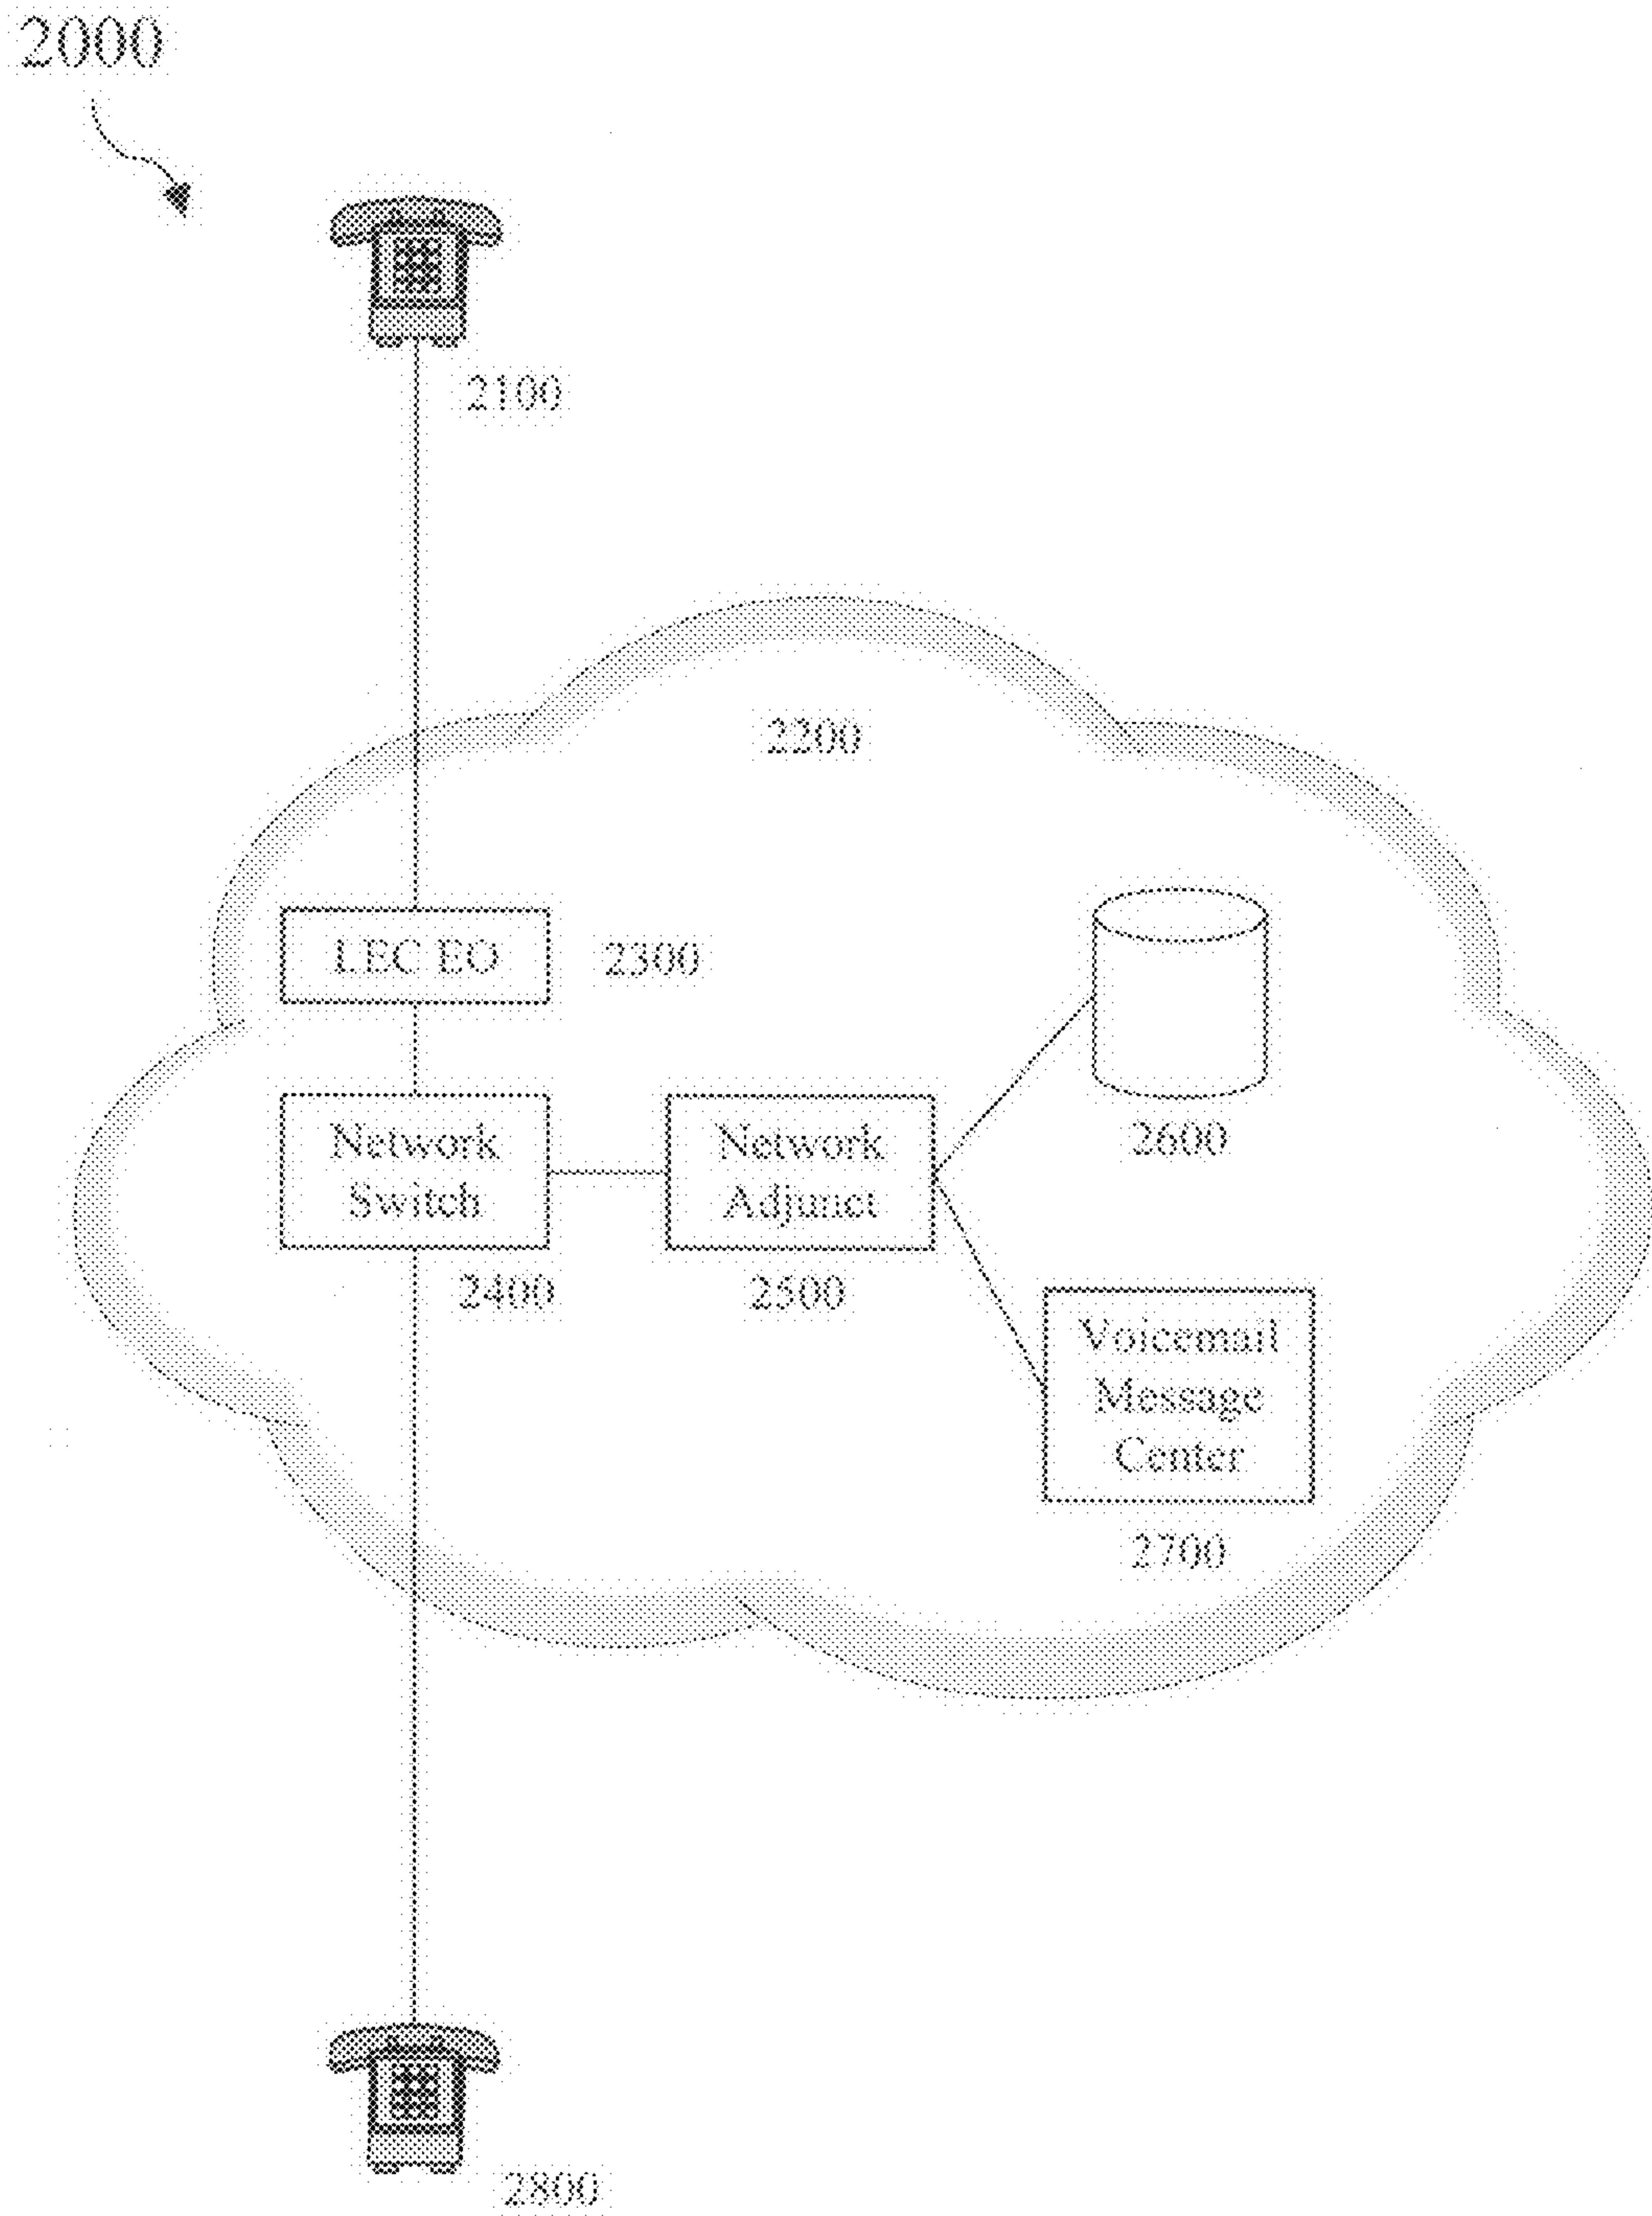 2000
2100
2200
LEC EO
2300
Network
Switch
2400
Network
Adjunct
2500
2600
Voicemail
Message
Center
2700
2800